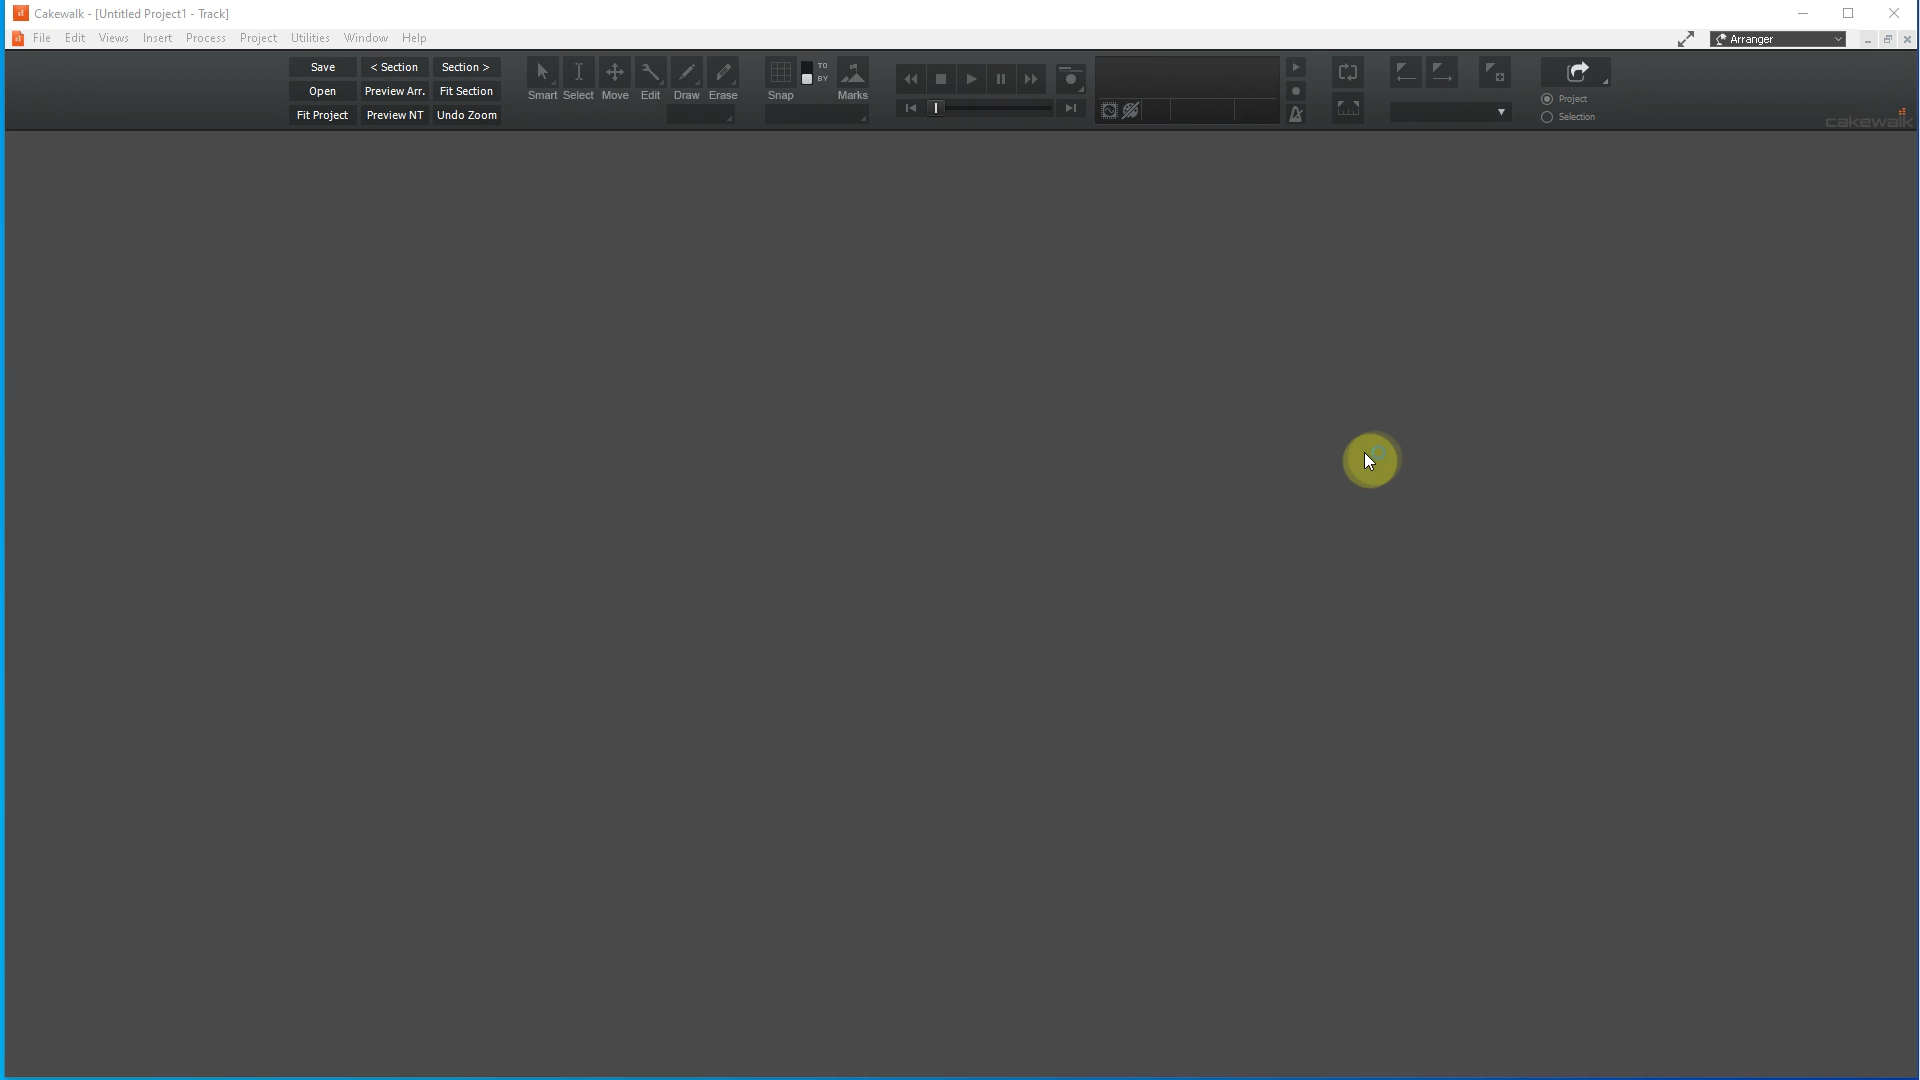 Cakewalk - [Untitled Project1 - Track]
File Edit Views Insert Process Project Utilities Window Help
Arranger
Save < Section Section >
Open Preview Arr. Fit Section
Fit Project Preview NT Undo Zoom
Smart Select Move Edit Draw Erase
Snap TO BY Marks
Project
Selection
cakewalk